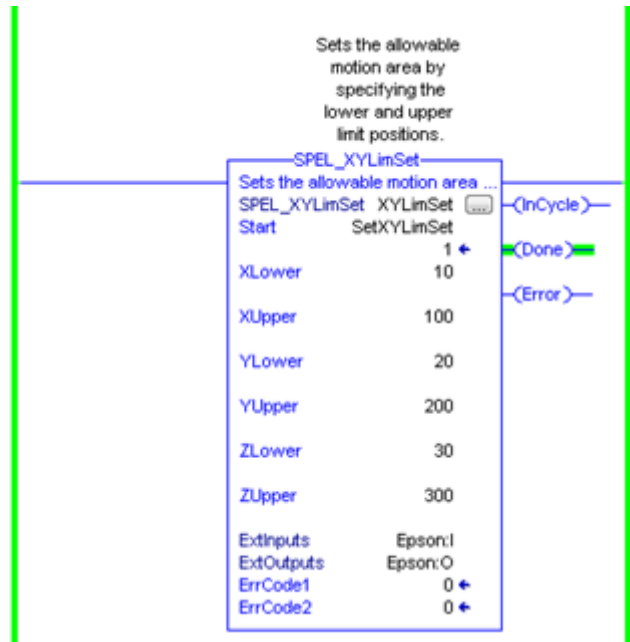 Sets the allowable
motion area by
specifying the
lower and upper
limit positions.
SPEL_XYLimSet
Sets the allowable motion area ...
SPEL_XYLimSet XYLimSet ...
(InCycle)
Start SetXYLimSet
1
(Done)
XLower 10
(Error)
XUpper 100
YLower 20
YUpper 200
ZLower 30
ZUpper 300
ExtInputs Epson:I
ExtOutputs Epson:O
ErrCode1 0
ErrCode2 0